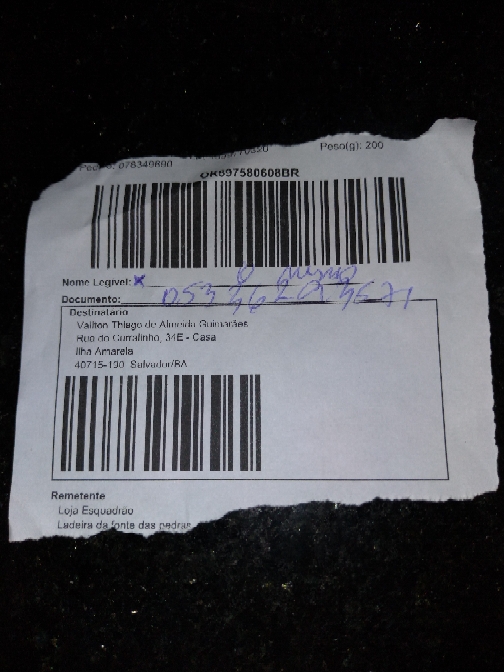 Peso(g): 200
OR697580608BR
Nome Legível: x
o mesmo
Documento:
Destinatário
Vailton Thiago de Almeida Guimarães
Rua do Curralinho, 34E - Casa
Ilha Amarela
40715-190 Salvador/BA
Remetente
Loja Esquadrão
Ladeira da fonte das pedras